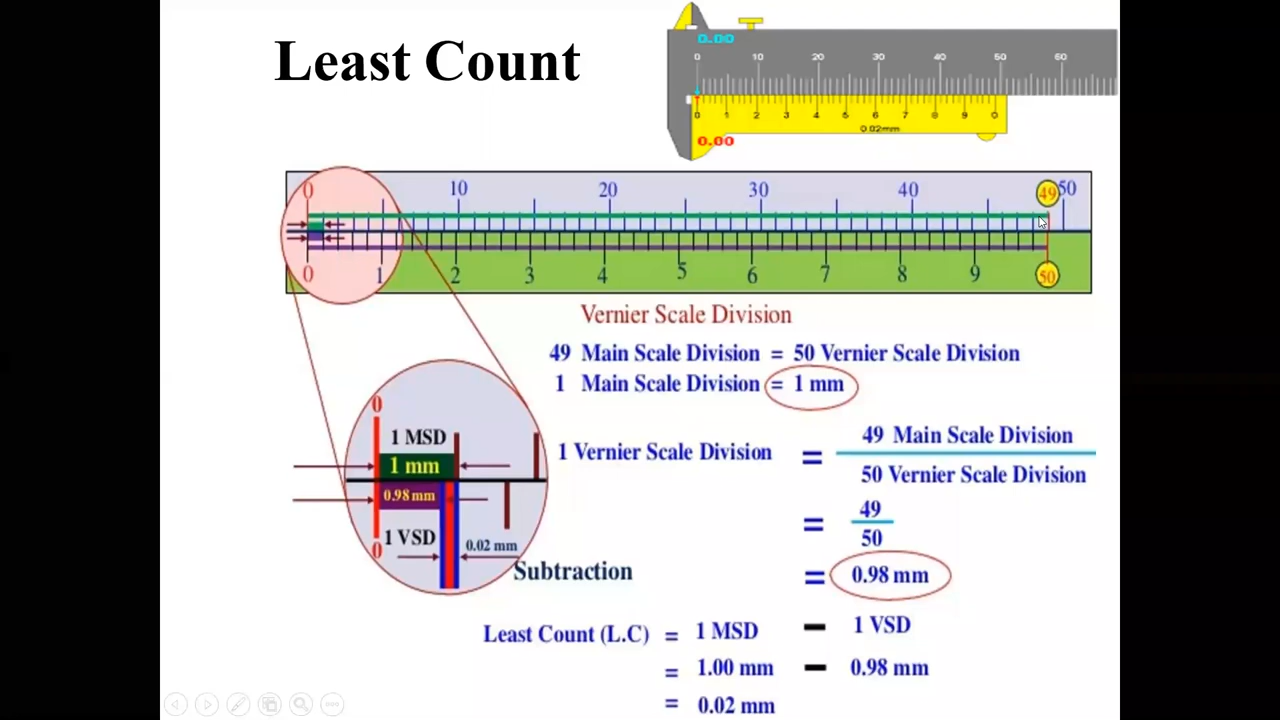 Least Count
0.00
0 10 20 30 40 50 60
0 1 2 3 4 5 6 7 8 9 0
0.02mm
0.00
0 10 20 30 40 49 50
0 1 2 3 4 5 6 7 8 9 50
Vernier Scale Division
49 Main Scale Division = 50 Vernier Scale Division
1 Main Scale Division = 1 mm
0
1 MSD
1 mm
0.98 mm
1 VSD
0.02 mm
0
Subtraction
1 Vernier Scale Division = 49 Main Scale Division
50 Vernier Scale Division
= 49
50
= 0.98 mm
Least Count (L.C) = 1 MSD − 1 VSD
= 1.00 mm − 0.98 mm
= 0.02 mm